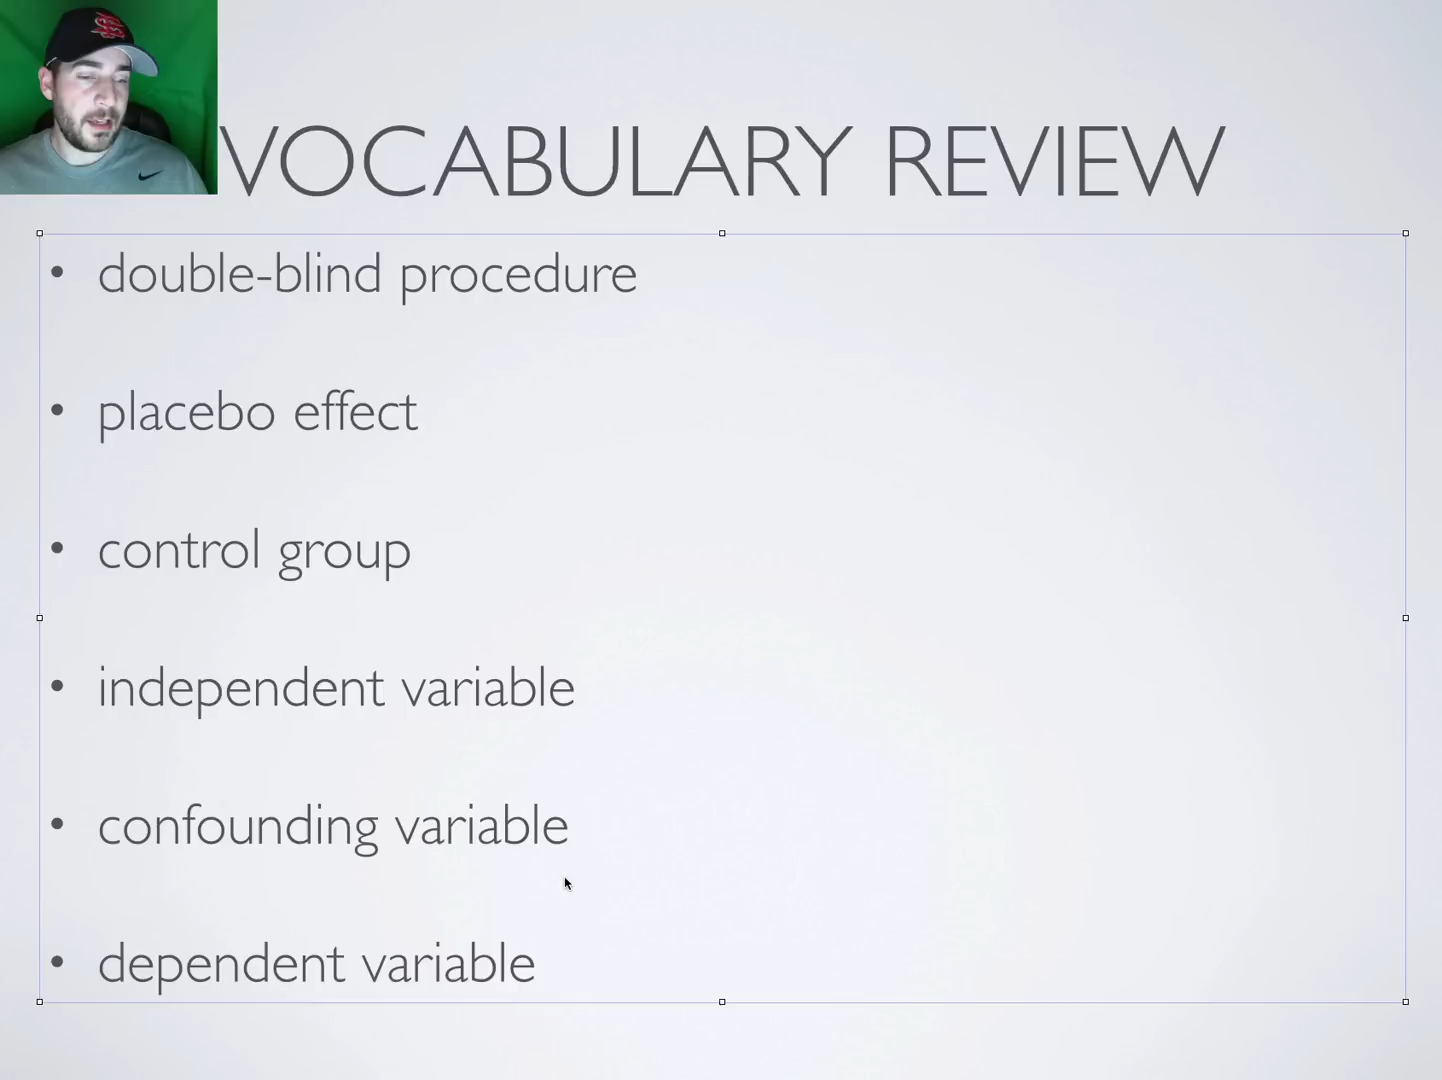 VOCABULARY REVIEW
• double-blind procedure
• placebo effect
• control group
• independent variable
• confounding variable
• dependent variable